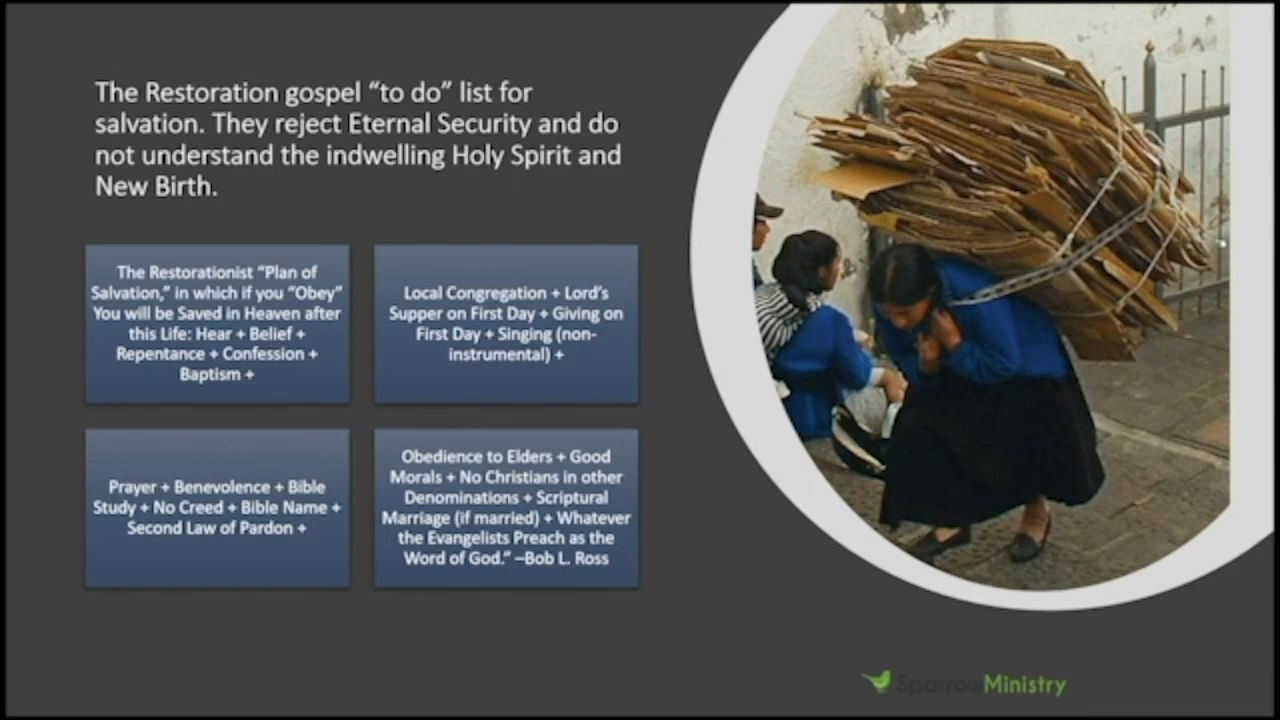 The Restoration gospel “to do” list for
salvation. They reject Eternal Security and do
not understand the indwelling Holy Spirit and
New Birth.
The Restorationist “Plan of
Salvation,” in which if you “Obey”
You will be Saved in Heaven after
this Life: Hear + Belief +
Repentance + Confession +
Baptism +
Local Congregation + Lord’s
Supper on First Day + Giving on
First Day + Singing (non-
instrumental) +
Prayer + Benevolence + Bible
Study + No Creed + Bible Name +
Second Law of Pardon +
Obedience to Elders + Good
Morals + No Christians in other
Denominations + Scriptural
Marriage (if married) + Whatever
the Evangelists Preach as the
Word of God.” –Bob L. Ross
SparrowMinistry